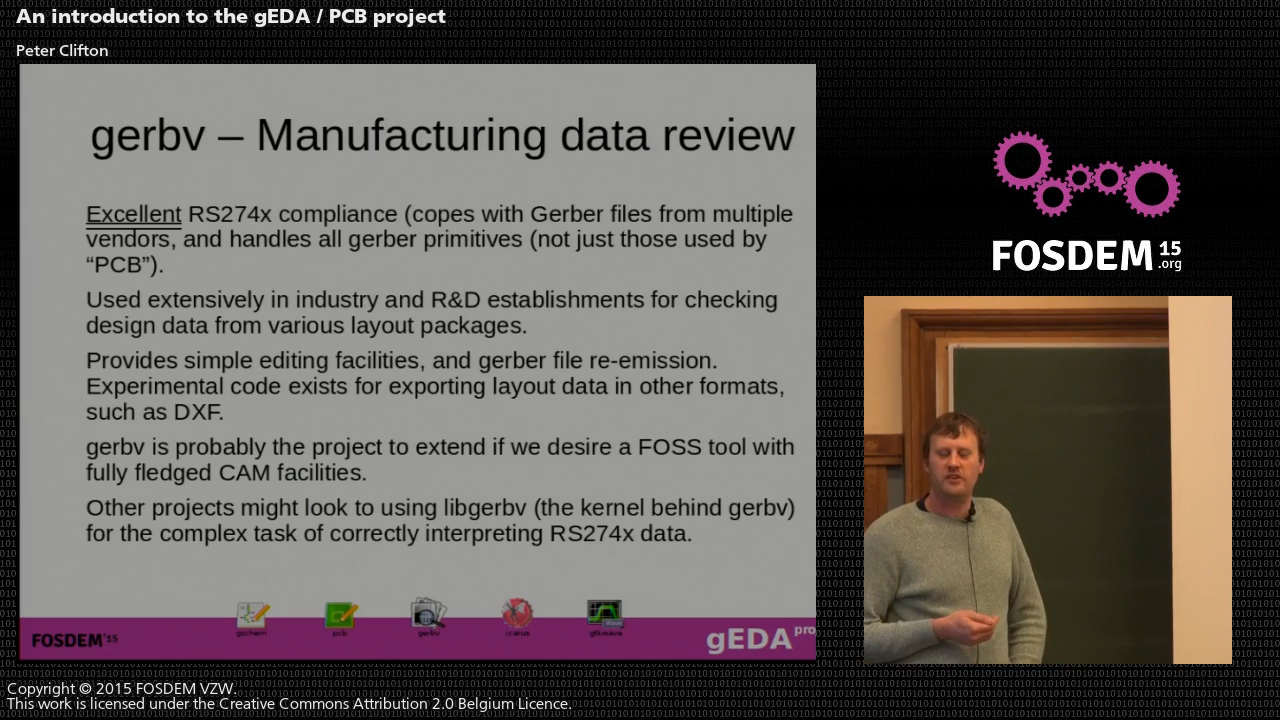 An introduction to the gEDA / PCB project
Peter Clifton
gerbv – Manufacturing data review
Excellent RS274x compliance (copes with Gerber files from multiple
vendors, and handles all gerber primitives (not just those used by
“PCB”).
Used extensively in industry and R&D establishments for checking
design data from various layout packages.
Provides simple editing facilities, and gerber file re-emission.
Experimental code exists for exporting layout data in other formats,
such as DXF.
gerbv is probably the project to extend if we desire a FOSS tool with
fully fledged CAM facilities.
Other projects might look to using libgerbv (the kernel behind gerbv)
for the complex task of correctly interpreting RS274x data.
gschem pcb gerbv icarus gtkwave
FOSDEM'15
gEDA pro
FOSDEM 15
.org
Copyright © 2015 FOSDEM VZW.
This work is licensed under the Creative Commons Attribution 2.0 Belgium Licence.